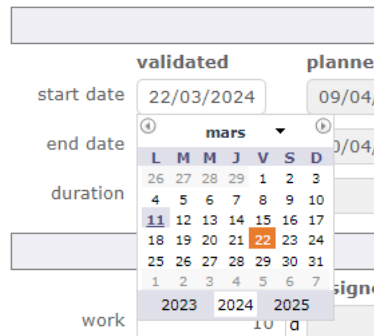 validated planne
start date 22/03/2024 09/04/
mars
end date 0/04/
L M M J V S D
26 27 28 29 1 2 3
duration 4 5 6 7 8 9 10
11 12 13 14 15 16 17
18 19 20 21 22 23 24
25 26 27 28 29 30 31
1 2 3 4 5 6 7
signe
2023 2024 2025
work 10 d